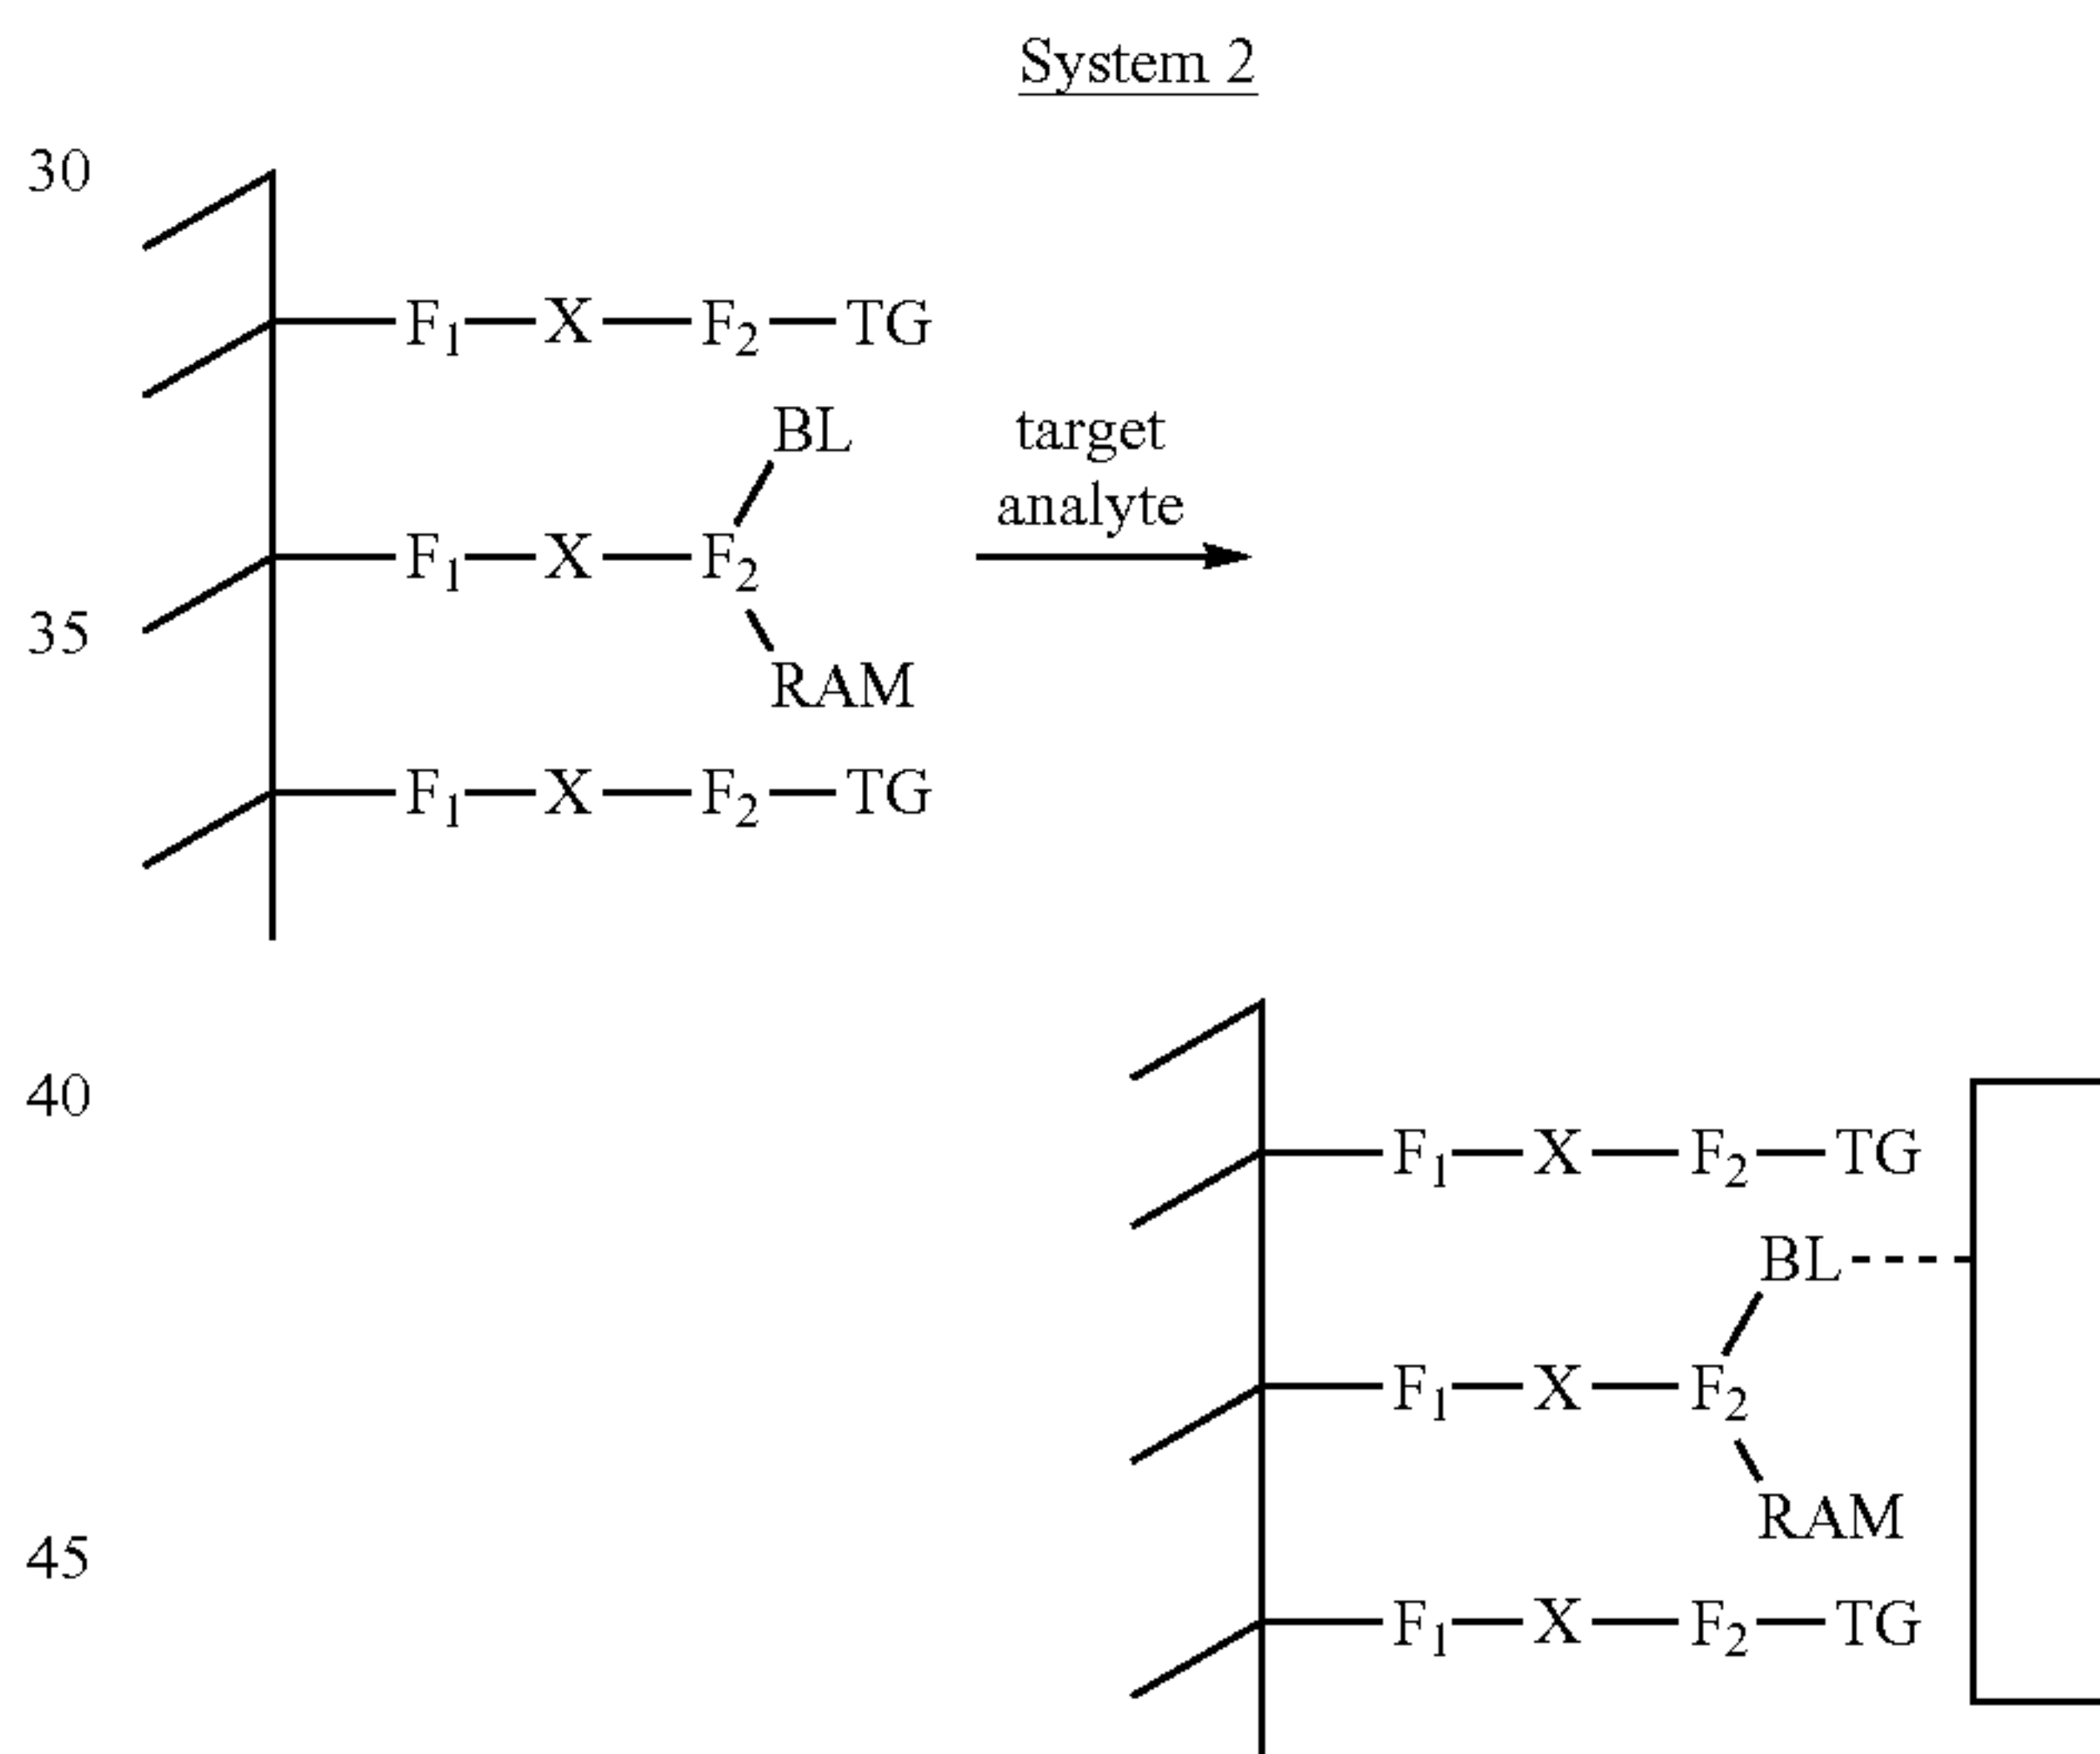 System 2
30
F₁—X—F₂—TG
BL
target
analyte
F₁—X—F₂
35
RAM
F₁—X—F₂—TG
40
F₁—X—F₂—TG
BL
F₁—X—F₂
RAM
45
F₁—X—F₂—TG